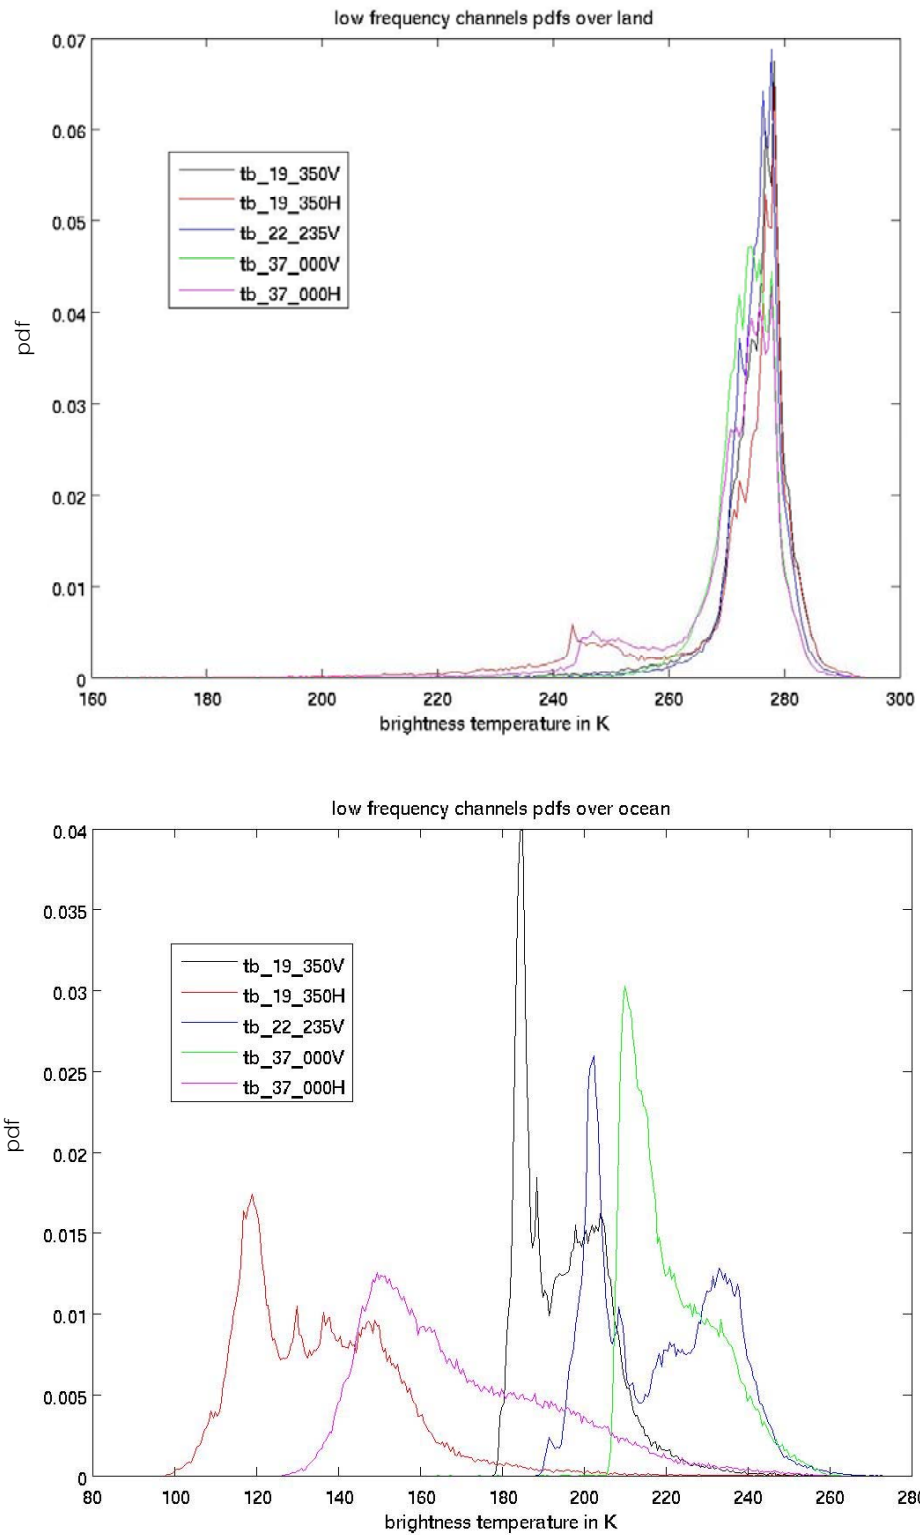 low frequency channels pdfs over land
0.07
0.06
0.05
0.04
0.03
0.02
0.01
0
pdf
tb_19_350V
tb_19_350H
tb_22_235V
tb_37_000V
tb_37_000H
160 180 200 220 240 260 280 300
brightness temperature in K
low frequency channels pdfs over ocean
0.04
0.035
0.03
0.025
0.02
0.015
0.01
0.005
0
pdf
tb_19_350V
tb_19_350H
tb_22_235V
tb_37_000V
tb_37_000H
80 100 120 140 160 180 200 220 240 260 28
brightness temperature in K